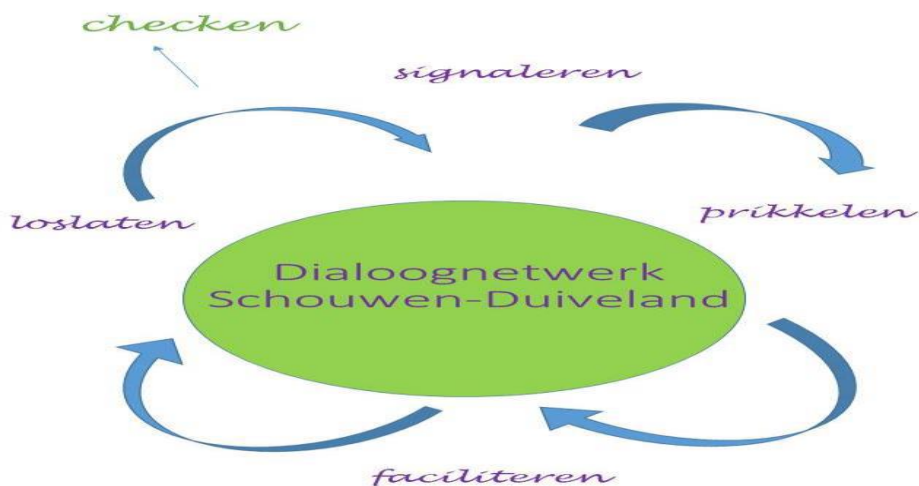 checken
signaleren
loslaten
prikkelen
Dialoognetwerk
Schouwen-Duiveland
faciliteren